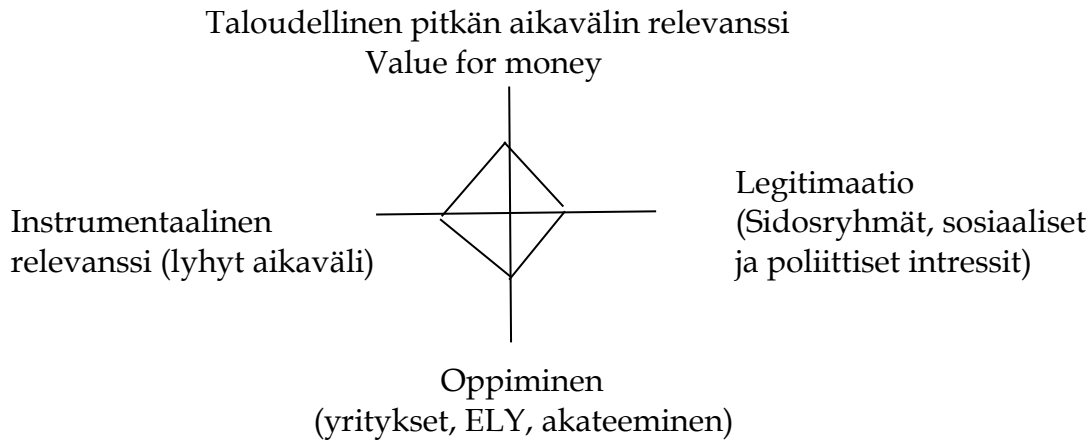 Taloudellinen pitkän aikavälin relevanssi
Value for money
Instrumentaalinen
relevanssi (lyhyt aikaväli)
Legitimaatio
(Sidosryhmät, sosiaaliset
ja poliittiset intressit)
Oppiminen
(yritykset, ELY, akateeminen)